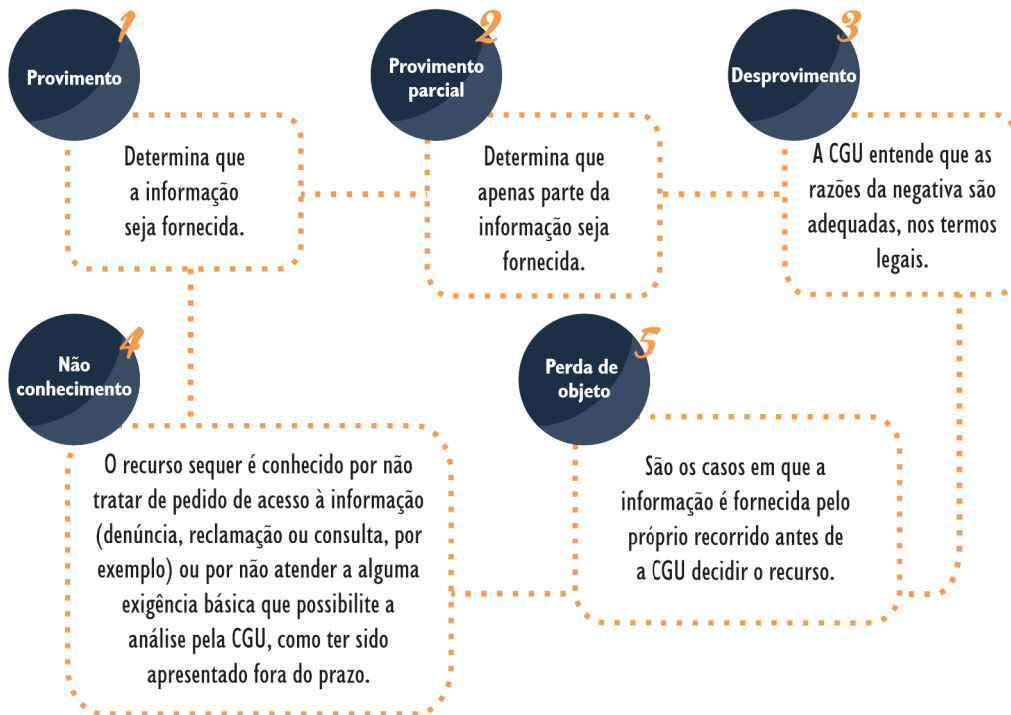 1
Provimento
Determina que
a informação
seja fornecida.
2
Provimento
parcial
Determina que
apenas parte da
informação seja
fornecida.
3
Desprovimento
A CGU entende que as
razões da negativa são
adequadas, nos termos
legais.
4
Não
conhecimento
O recurso sequer é conhecido por não
tratar de pedido de acesso à informação
(denúncia, reclamação ou consulta, por
exemplo) ou por não atender a alguma
exigência básica que possibilite a
análise pela CGU, como ter sido
apresentado fora do prazo.
5
Perda de
objeto
São os casos em que a
informação é fornecida pelo
próprio recorrido antes de
a CGU decidir o recurso.